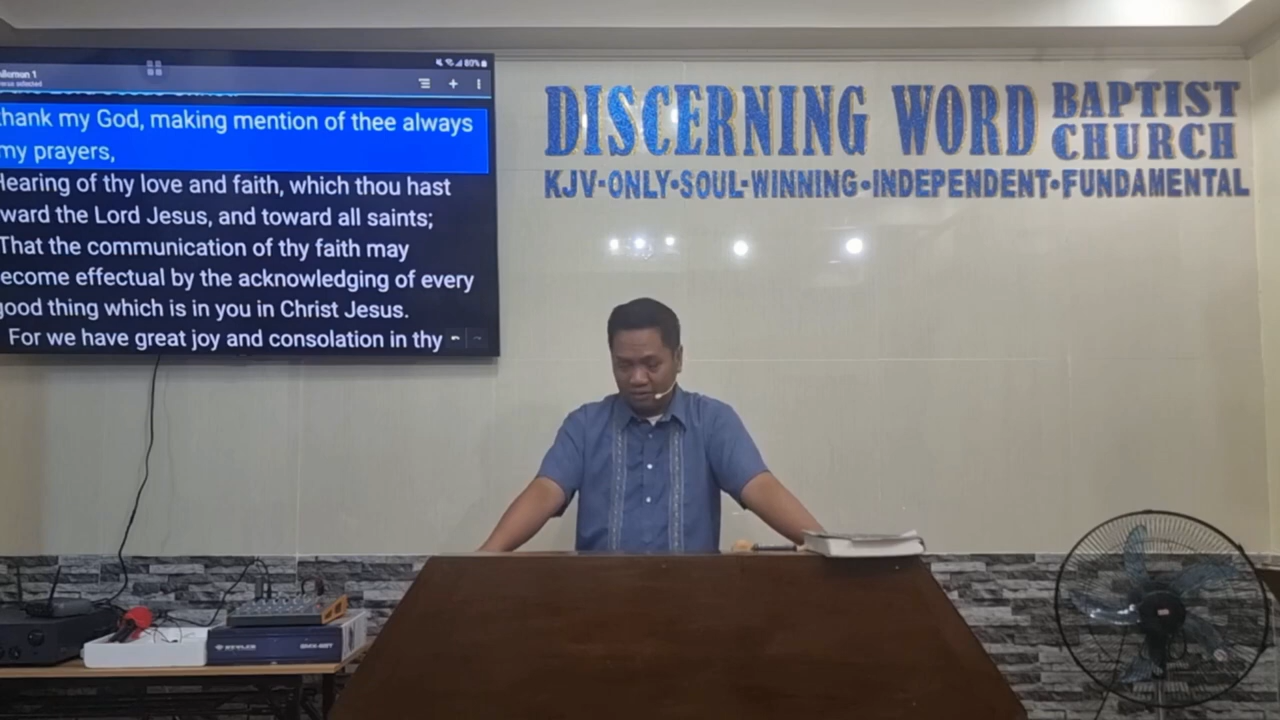 80%
hank my God, making mention of thee always
my prayers,
Hearing of thy love and faith, which thou hast
ward the Lord Jesus, and toward all saints;
That the communication of thy faith may
ecome effectual by the acknowledging of every
good thing which is in you in Christ Jesus.
For we have great joy and consolation in thy
DISCERNING WORD
BAPTIST
CHURCH
KJV-ONLY•SOUL-WINNING•INDEPENDENT•FUNDAMENTAL